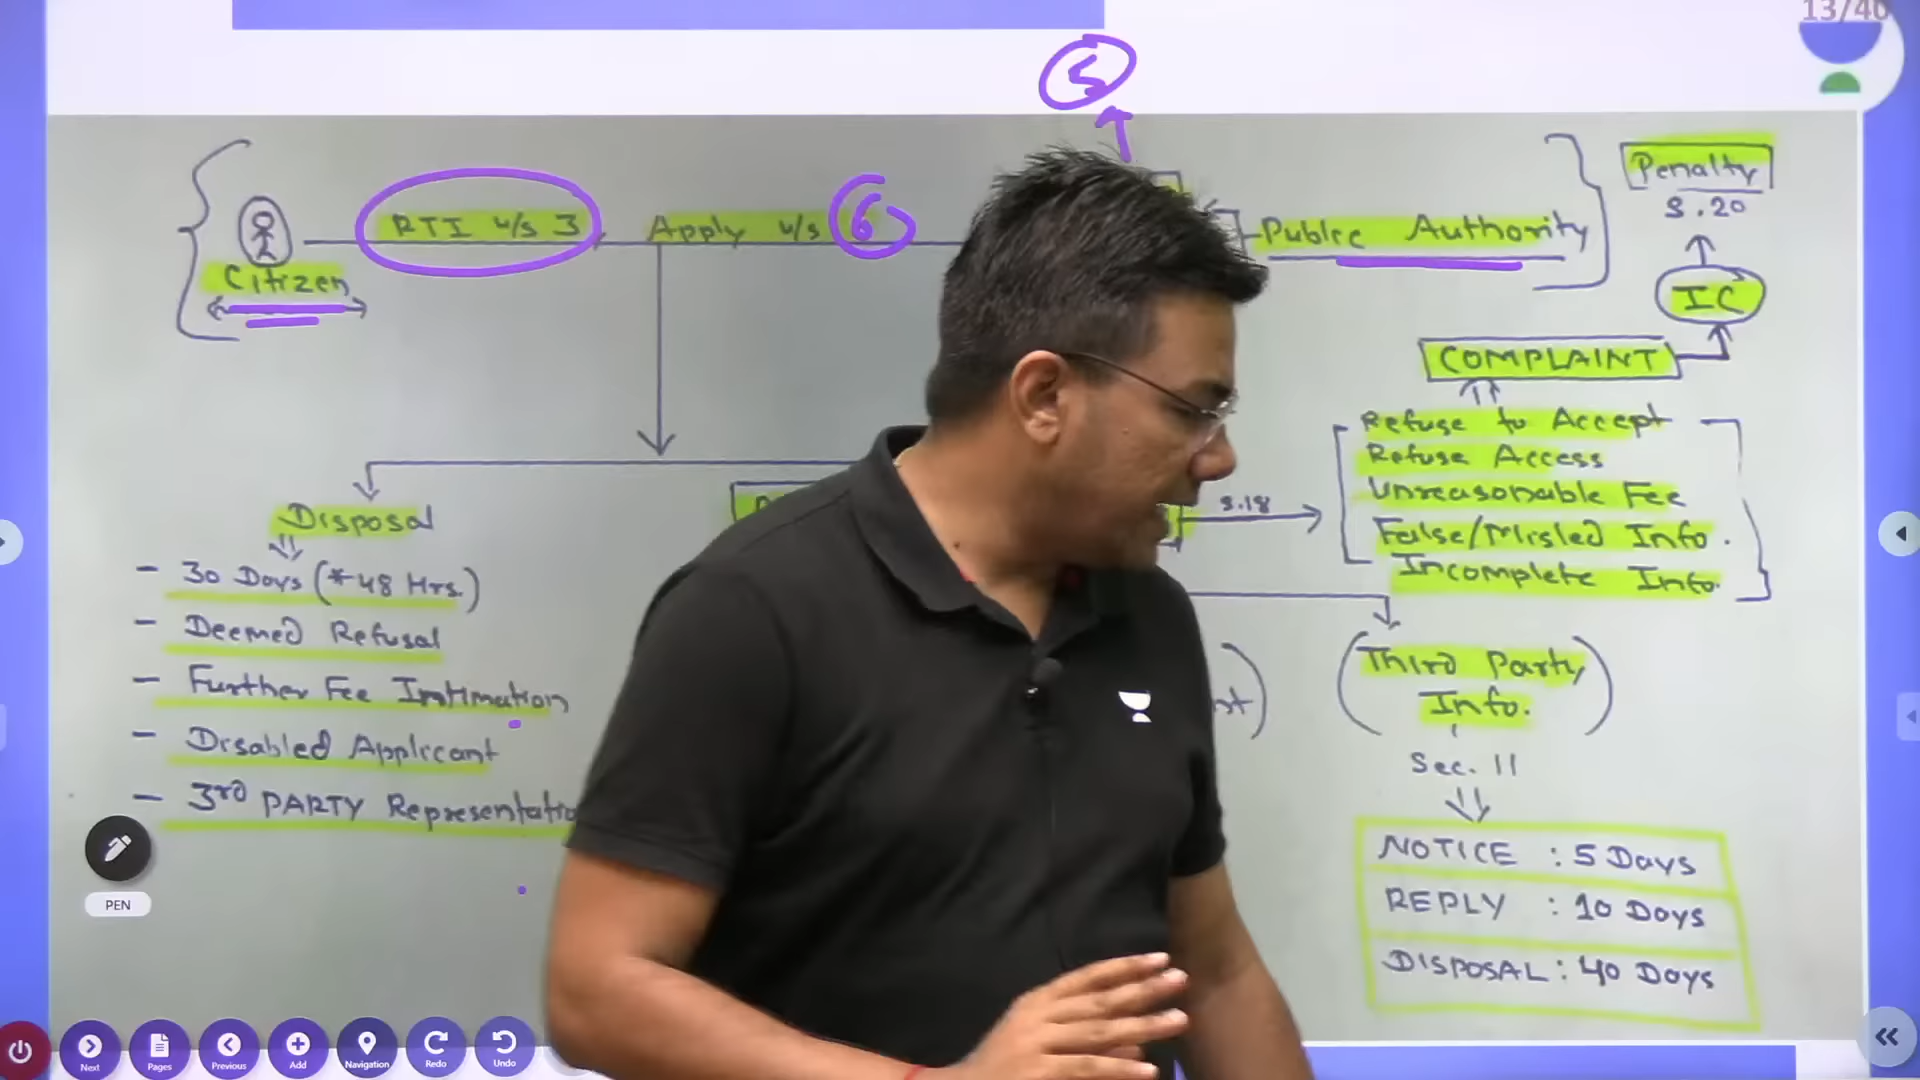 13/40
5
Penalty
S.20
RTI u/s 3 Apply u/s 6 Public Authority
Citizen
IC
COMPLAINT
Refuse to Accept
Refuse Access
S.18
Unreasonable Fee
False/Misled Info.
Incomplete Info.
Disposal
- 30 Days (*48 Hrs.)
- Deemed Refusal
- Further Fee Intimation
- Disabled Applicant
- 3rd PARTY Representatio
Third Party
Info.
Sec. 11
NOTICE : 5 Days
REPLY : 10 Days
DISPOSAL : 40 Days
PEN
Next Pages Previous Add Navigation Redo Undo